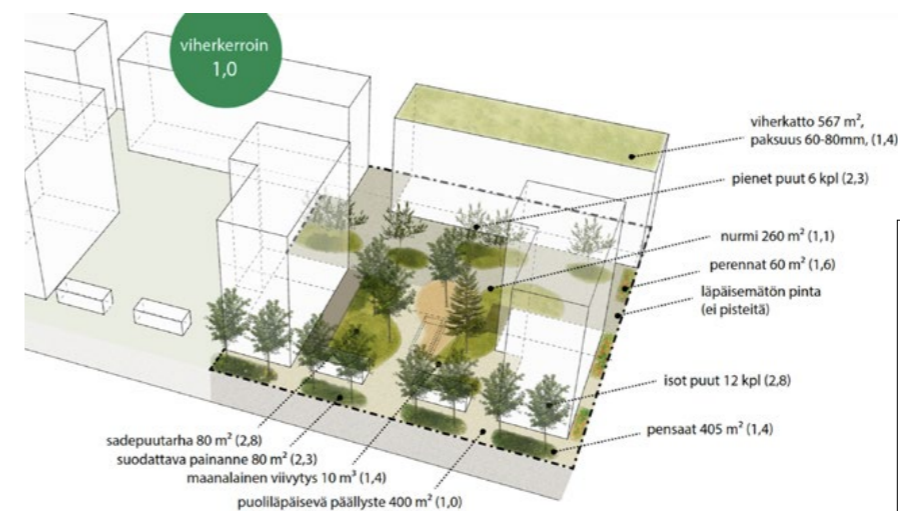 viherkerroin
1,0
viherkatto 567 m²,
paksuus 60-80mm, (1,4)
pienet puut 6 kpl (2,3)
nurmi 260 m² (1,1)
perennat 60 m² (1,6)
läpäisemätön pinta
(ei pisteitä)
isot puut 12 kpl (2,8)
pensaat 405 m² (1,4)
sadepuutarha 80 m² (2,8)
suodattava painanne 80 m² (2,3)
maanalainen viivytys 10 m³ (1,4)
puoliläpäisevä päällyste 400 m² (1,0)